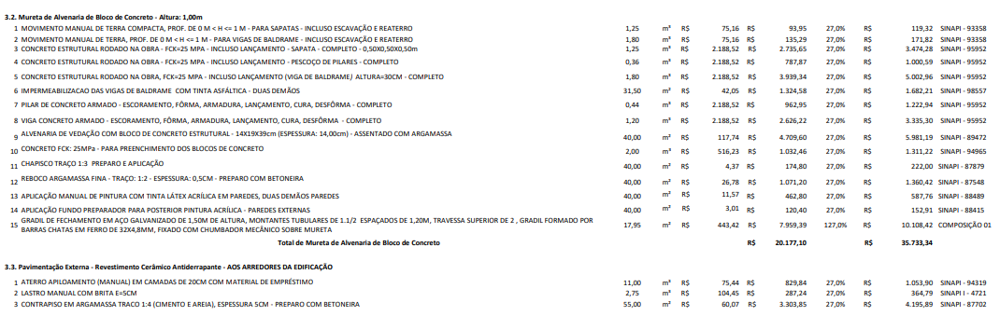 3.2. Mureta de Alvenaria de Bloco de Concreto - Altura: 1,00m
1 MOVIMENTO MANUAL DE TERRA COMPACTA, PROF. DE 0 M < H <= 1 M - PARA SAPATAS - INCLUSO ESCAVAÇÃO E REATERRO 1,25 m³ R$ 75,16 R$ 93,95 27,0% R$ 119,32 SINAPI - 93358
2 MOVIMENTO MANUAL DE TERRA, PROF. DE 0 M < H <= 1 M - PARA VIGAS DE BALDRAME - INCLUSO ESCAVAÇÃO E REATERRO 1,80 m³ R$ 75,16 R$ 135,29 27,0% R$ 171,82 SINAPI - 93358
3 CONCRETO ESTRUTURAL RODADO NA OBRA - FCK=25 MPA - INCLUSO LANÇAMENTO - SAPATA - COMPLETO - 0,50X0,50X0,50m 1,25 m³ R$ 2.188,52 R$ 2.735,65 27,0% R$ 3.474,28 SINAPI - 95952
4 CONCRETO ESTRUTURAL RODADO NA OBRA - FCK=25 MPA - INCLUSO LANÇAMENTO - PESCOÇO DE PILARES - COMPLETO 0,36 m³ R$ 2.188,52 R$ 787,87 27,0% R$ 1.000,59 SINAPI - 95952
5 CONCRETO ESTRUTURAL RODADO NA OBRA, FCK=25 MPA - INCLUSO LANÇAMENTO (VIGA DE BALDRAME/ ALTURA=30CM - COMPLETO 1,80 m³ R$ 2.188,52 R$ 3.939,34 27,0% R$ 5.002,96 SINAPI - 95952
6 IMPERMEABILIZACAO DAS VIGAS DE BALDRAME COM TINTA ASFÁLTICA - DUAS DEMÃOS 31,50 m² R$ 42,05 R$ 1.324,58 27,0% R$ 1.682,21 SINAPI - 98557
7 PILAR DE CONCRETO ARMADO - ESCORAMENTO, FÔRMA, ARMADURA, LANÇAMENTO, CURA, DESFÔRMA - COMPLETO 0,44 m³ R$ 2.188,52 R$ 962,95 27,0% R$ 1.222,94 SINAPI - 95952
8 VIGA CONCRETO ARMADO - ESCORAMENTO, FÔRMA, ARMADURA, LANÇAMENTO, CURA, DESFÔRMA - COMPLETO 1,20 m³ R$ 2.188,52 R$ 2.626,22 27,0% R$ 3.335,30 SINAPI - 95952
9 ALVENARIA DE VEDAÇÃO COM BLOCO DE CONCRETO ESTRUTURAL - 14X19X39cm (ESPESSURA: 14,00cm) - ASSENTADO COM ARGAMASSA 40,00 m² R$ 117,74 R$ 4.709,60 27,0% R$ 5.981,19 SINAPI - 89472
10 CONCRETO FCK: 25MPa - PARA PREENCHIMENTO DOS BLOCOS DE CONCRETO 2,00 m³ R$ 516,23 R$ 1.032,46 27,0% R$ 1.311,22 SINAPI - 94965
11 CHAPISCO TRAÇO 1:3 PREPARO E APLICAÇÃO 40,00 m² R$ 4,37 R$ 174,80 27,0% R$ 222,00 SINAPI - 87879
12 REBOCO ARGAMASSA FINA - TRAÇO: 1:2 - ESPESSURA: 0,5CM - PREPARO COM BETONEIRA 40,00 m² R$ 26,78 R$ 1.071,20 27,0% R$ 1.360,42 SINAPI - 87548
13 APLICAÇÃO MANUAL DE PINTURA COM TINTA LÁTEX ACRÍLICA EM PAREDES, DUAS DEMÃOS PAREDES 40,00 m² R$ 11,57 R$ 462,80 27,0% R$ 587,76 SINAPI - 88489
14 APLICAÇÃO FUNDO PREPARADOR PARA POSTERIOR PINTURA ACRÍLICA - PAREDES EXTERNAS 40,00 m² R$ 3,01 R$ 120,40 27,0% R$ 152,91 SINAPI - 88415
15 GRADIL DE FECHAMENTO EM AÇO GALVANIZADO DE 1,50M DE ALTURA, MONTANTES TUBULARES DE 1.1/2 ESPAÇADOS DE 1,20M, TRAVESSA SUPERIOR DE 2 , GRADIL FORMADO POR
BARRAS CHATAS EM FERRO DE 32X4,8MM, FIXADO COM CHUMBADOR MECÂNICO SOBRE MURETA 17,95 m² R$ 443,42 R$ 7.959,39 127,0% R$ 10.108,42 COMPOSIÇÃO 01
Total de Mureta de Alvenaria de Bloco de Concreto R$ 20.177,10 R$ 35.733,34
3.3. Pavimentação Externa - Revestimento Cerâmico Antiderrapante - AOS ARREDORES DA EDIFICAÇÃO
1 ATERRO APILOAMENTO (MANUAL) EM CAMADAS DE 20CM COM MATERIAL DE EMPRÉSTIMO 11,00 m³ R$ 75,44 R$ 829,84 27,0% R$ 1.053,90 SINAPI - 94319
2 LASTRO MANUAL COM BRITA E=5CM 2,75 m³ R$ 104,45 R$ 287,24 27,0% R$ 364,79 SINAPI I - 4721
3 CONTRAPISO EM ARGAMASSA TRACO 1:4 (CIMENTO E AREIA), ESPESSURA 5CM - PREPARO COM BETONEIRA 55,00 m² R$ 60,07 R$ 3.303,85 27,0% R$ 4.195,89 SINAPI - 87702